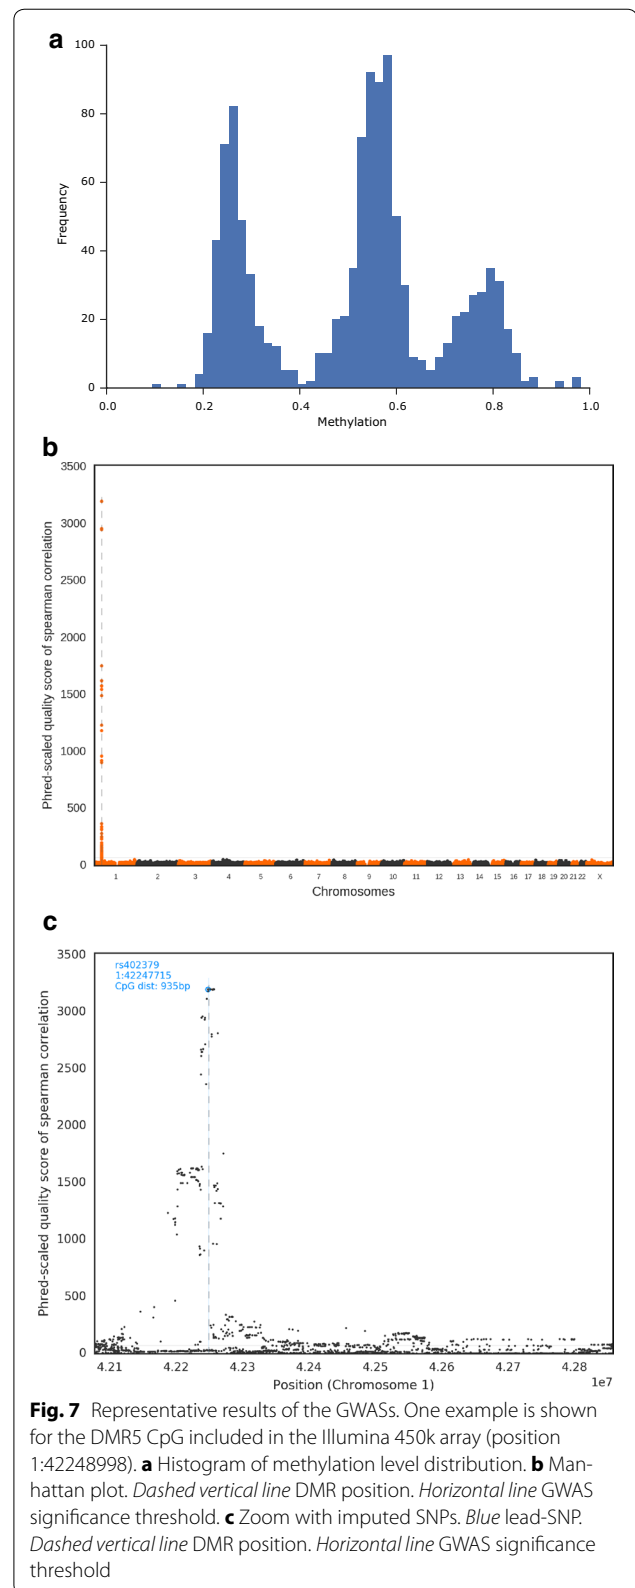 a
100
80
60
40
20
0
Frequency
0.0 0.2 0.4 0.6 0.8 1.0
Methylation
b
3500
3000
2500
2000
1500
1000
500
0
Phred-scaled quality score of spearman correlation
1 2 3 4 5 6 7 8 9 10 11 12 13 14 15 16 17 18 19 20 21 22 X
Chromosomes
c
3500
3000
2500
2000
1500
1000
500
0
Phred-scaled quality score of spearman correlation
rs402379
1:42247715
CpG dist: 935bp
4.21 4.22 4.23 4.24 4.25 4.26 4.27 4.28
Position (Chromosome 1)
1e7
Fig. 7 Representative results of the GWASs. One example is shown
for the DMR5 CpG included in the Illumina 450k array (position
1:42248998). a Histogram of methylation level distribution. b Man-
hattan plot. Dashed vertical line DMR position. Horizontal line GWAS
significance threshold. c Zoom with imputed SNPs. Blue lead-SNP.
Dashed vertical line DMR position. Horizontal line GWAS significance
threshold